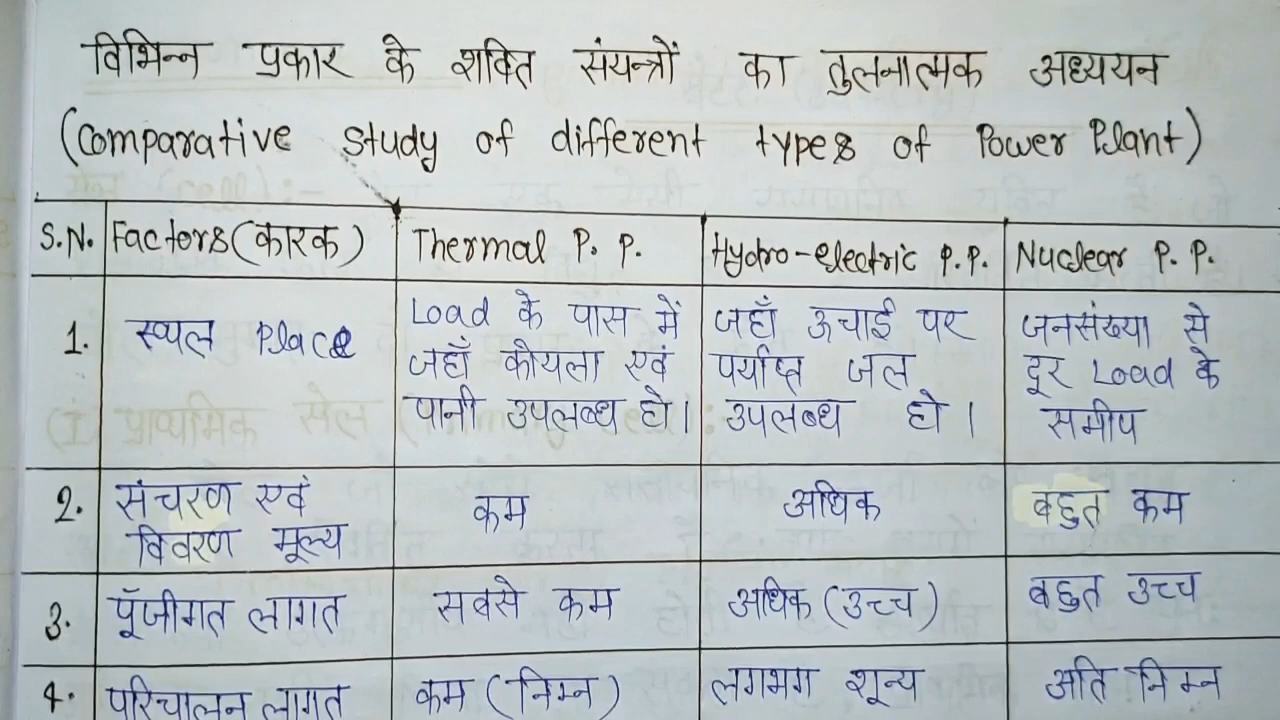 विभिन्न प्रकार के शक्ति संयन्त्रों का तुलनात्मक अध्ययन
(Comparative Study of different types of Power Plant)
S.N. Factors (कारक) Thermal P. P. Hydro-electric P.P. Nuclear P. P.
1. स्थल Place
Load के पास में
जहाँ कोयला एवं
पानी उपलब्ध हो।
जहाँ ऊचाई पर
पर्याप्त जल
उपलब्ध हो।
जनसंख्या से
दूर Load के
समीप
2. संचरण एवं
विवरण मूल्य
कम
अधिक
बहुत कम
3. पूँजीगत लागत सबसे कम अधिक (उच्च) बहुत उच्च
4. परिचालन लागत कम (निम्न) लगभग शून्य अति निम्न